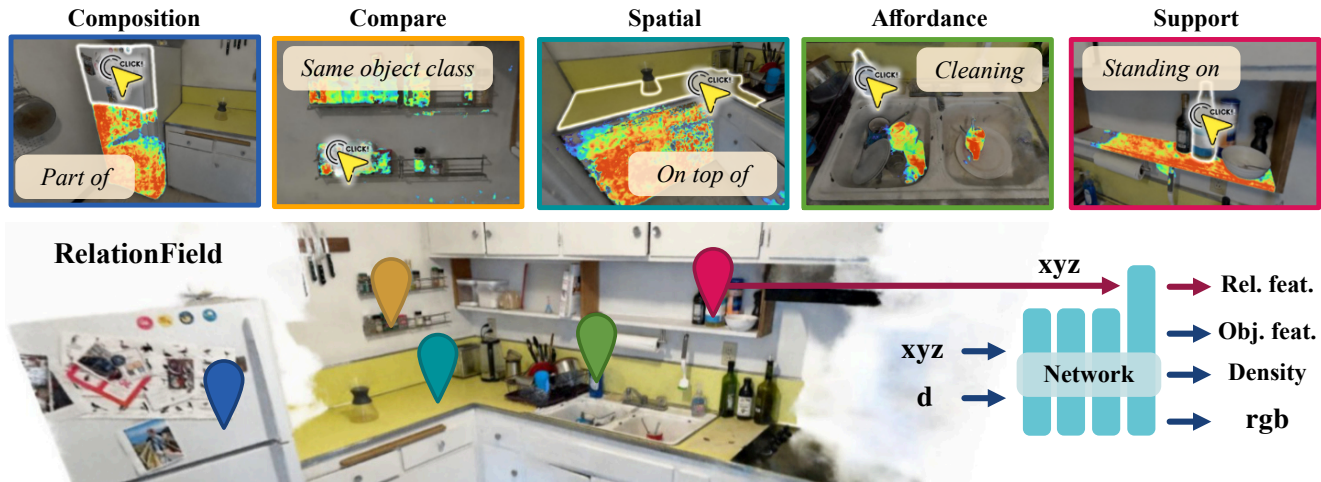 Composition
Compare
Spatial
Affordance
Support
CLICK!
Part of
Same object class
CLICK!
CLICK!
On top of
CLICK!
Cleaning
Standing on
CLICK!
RelationField
xyz
xyz
d
Network
Rel. feat.
Obj. feat.
Density
rgb